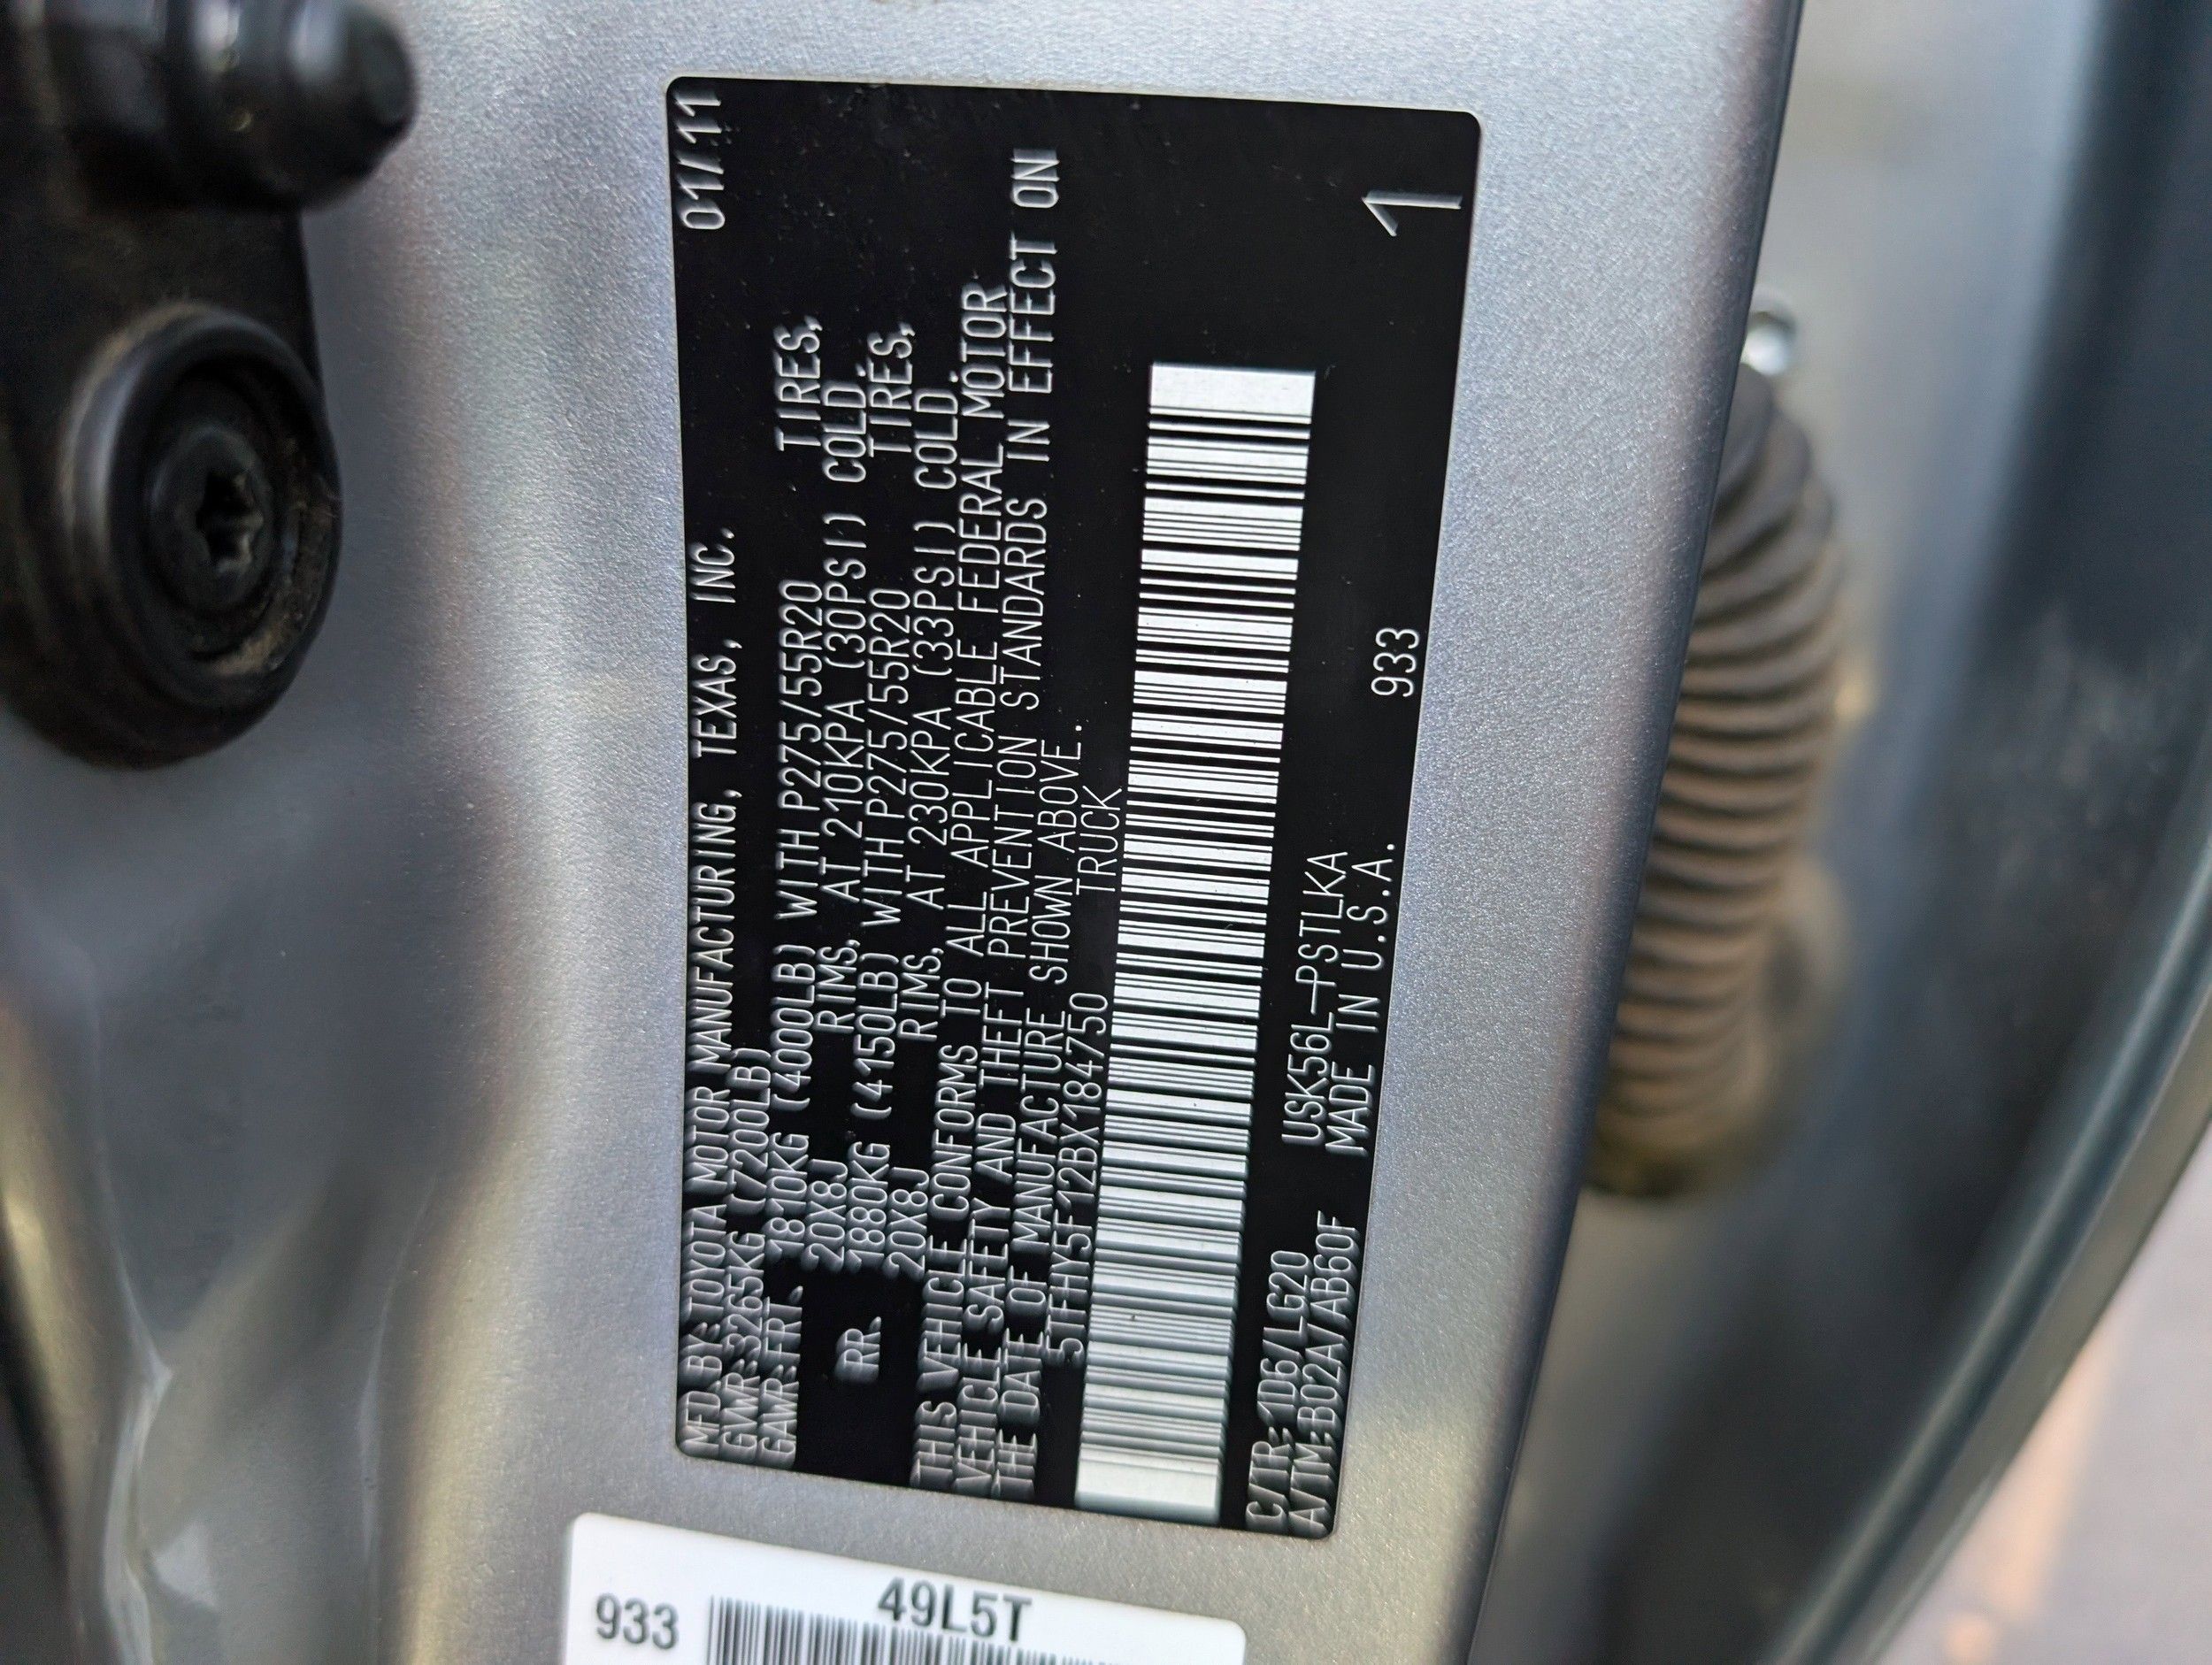 MFD.BY:TOYOTA MOTOR MANUFACTURING, TEXAS, INC. 01/11
GVWR:3265KG (7200LB)
GAWR:FRT. 1810KG (4000LB) WITH P275/55R20 TIRES,
20X8J RIMS, AT 210KPA (30PSI) COLD.
RR. 1880KG (4150LB) WITH P275/55R20 TIRES,
20X8J RIMS, AT 230KPA (33PSI) COLD.
THIS VEHICLE CONFORMS TO ALL APPLICABLE FEDERAL MOTOR
VEHICLE SAFETY AND THEFT PREVENTION STANDARDS IN EFFECT ON
THE DATE OF MANUFACTURE SHOWN ABOVE.
5TFHY5F12BX184750 TRUCK
C/TR:1D6/LG20 USK56L-PSTLKA
A/TM:B02A/AB60F MADE IN U.S.A. 933 1
933 49L5T